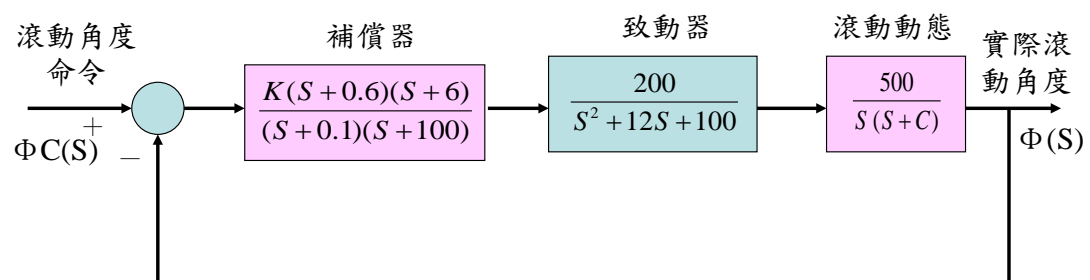 滾動角度
命令
補償器
致動器
滾動動態
實際滾
動角度
K(S+0.6)(S+6)
(S+0.1)(S+100)
200
S²+12S+100
500
S(S+C)
+
ΦC(S)
−
Φ(S)